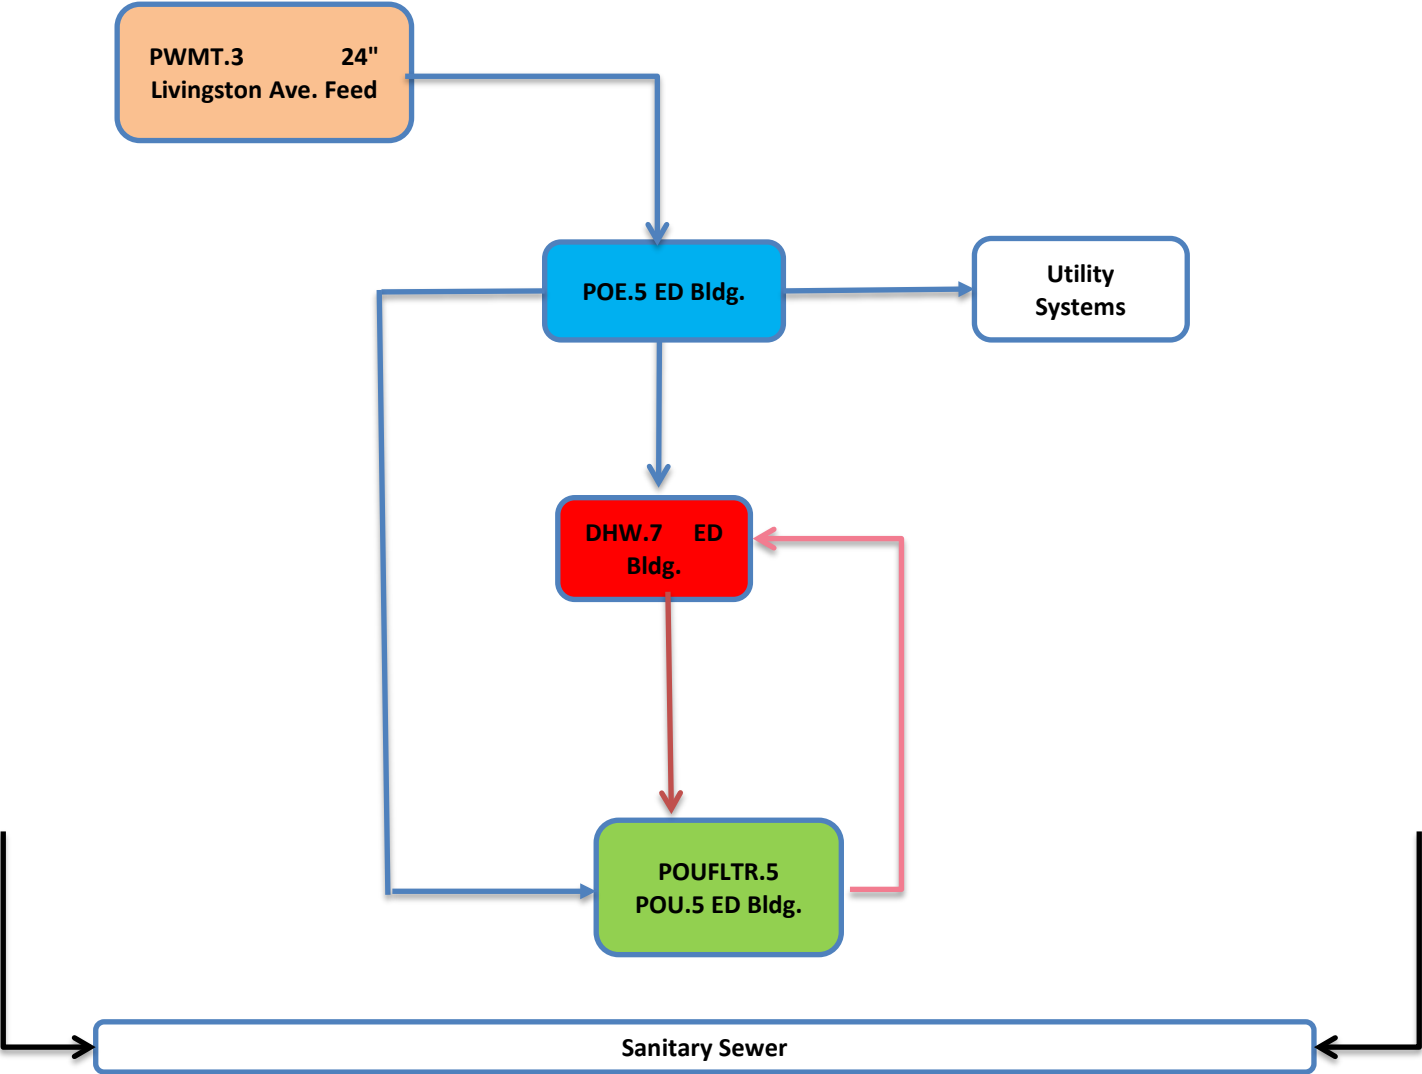 PWMT.3 24"
Livingston Ave. Feed
POE.5 ED Bldg.
Utility
Systems
DHW.7 ED
Bldg.
POUFLTR.5
POU.5 ED Bldg.
Sanitary Sewer